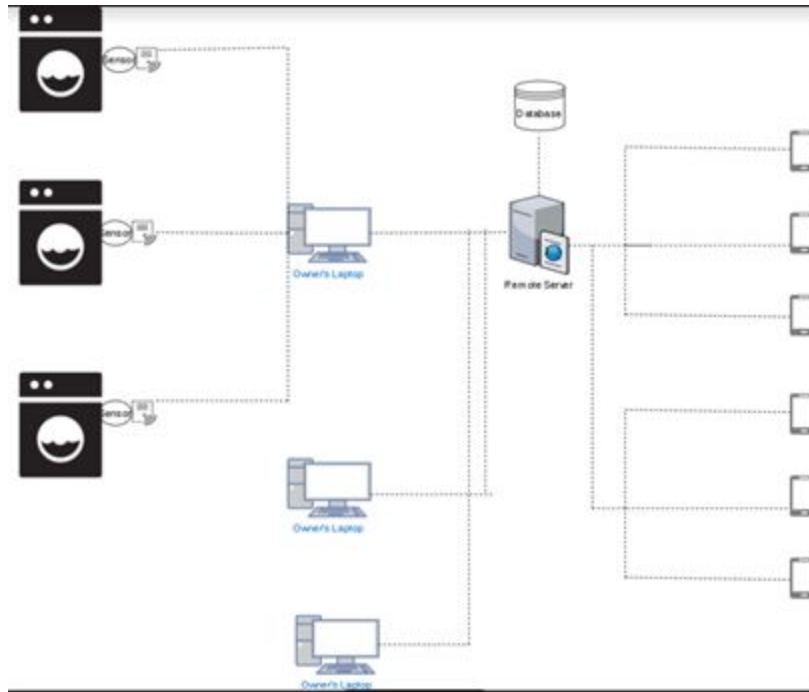 Sensor
Database
Sensor
Owner's Laptop
Remote Server
Sensor
Owner's Laptop
Owner's Laptop